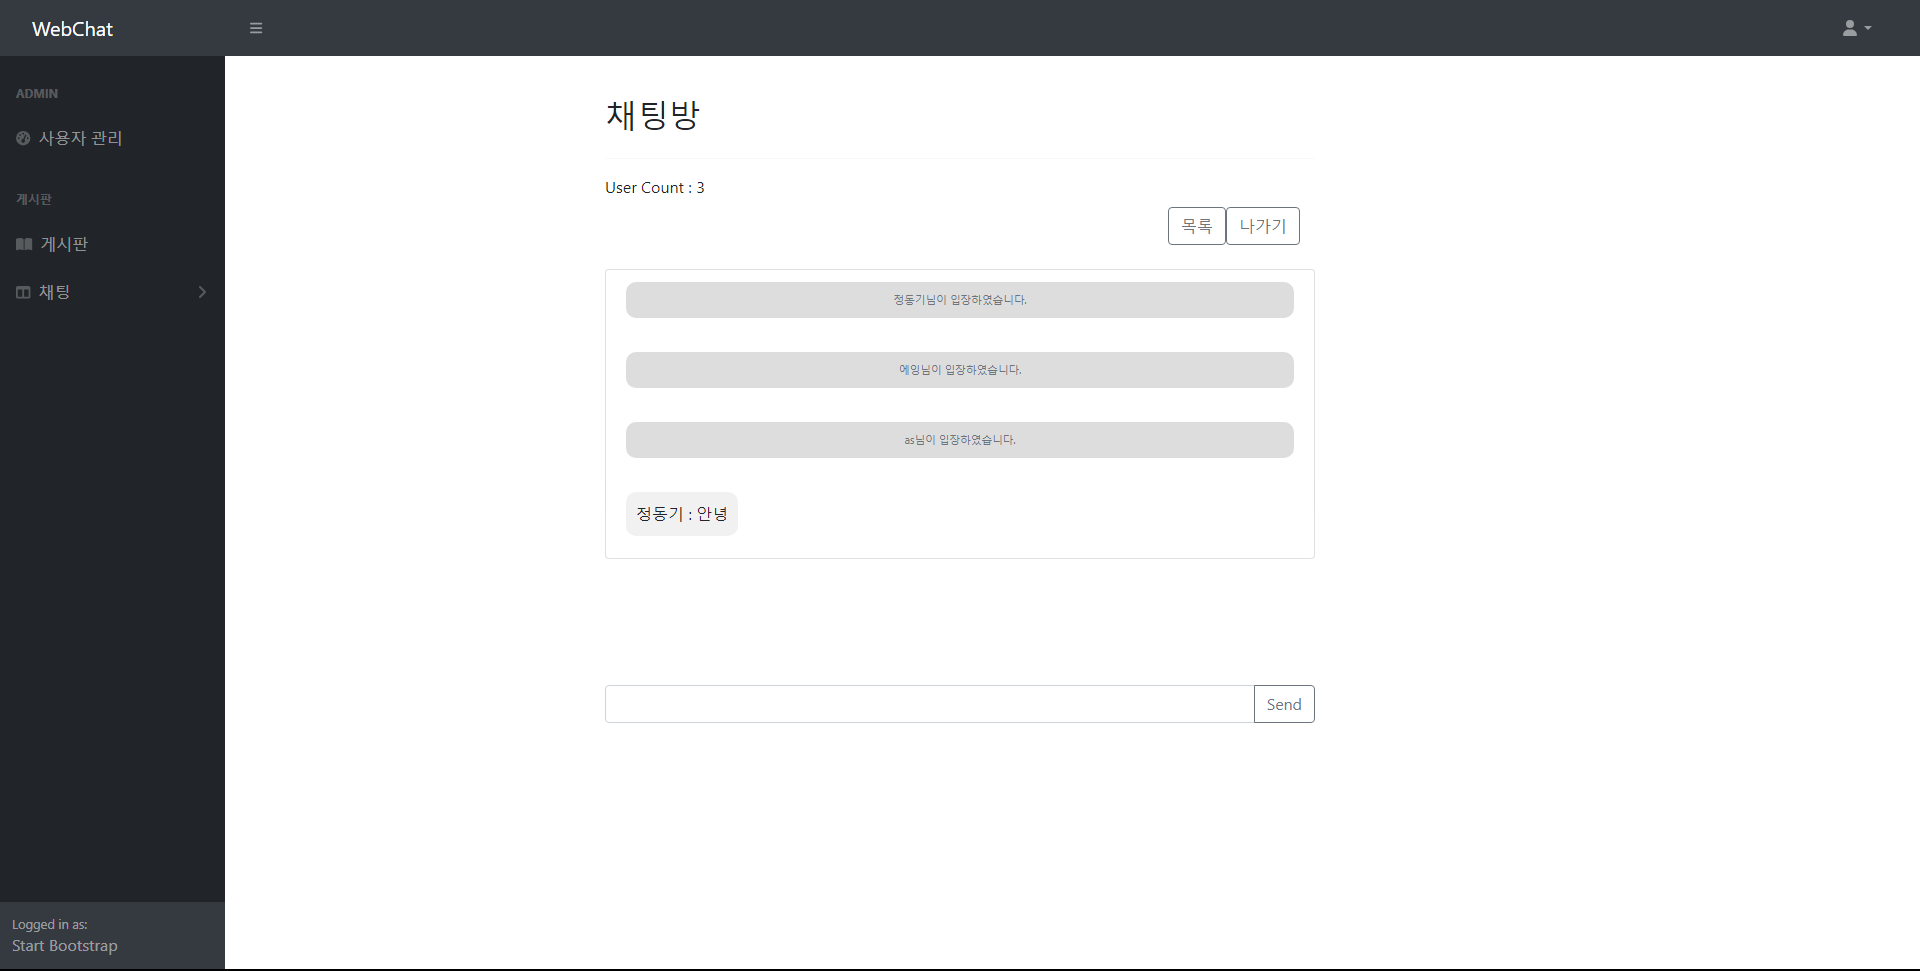 WebChat
ADMIN
사용자 관리
게시판
게시판
채팅
Logged in as:
Start Bootstrap
채팅방
User Count : 3
목록 나가기
정동기님이 입장하였습니다.
에잉님이 입장하였습니다.
as님이 입장하였습니다.
정동기 : 안녕
Send